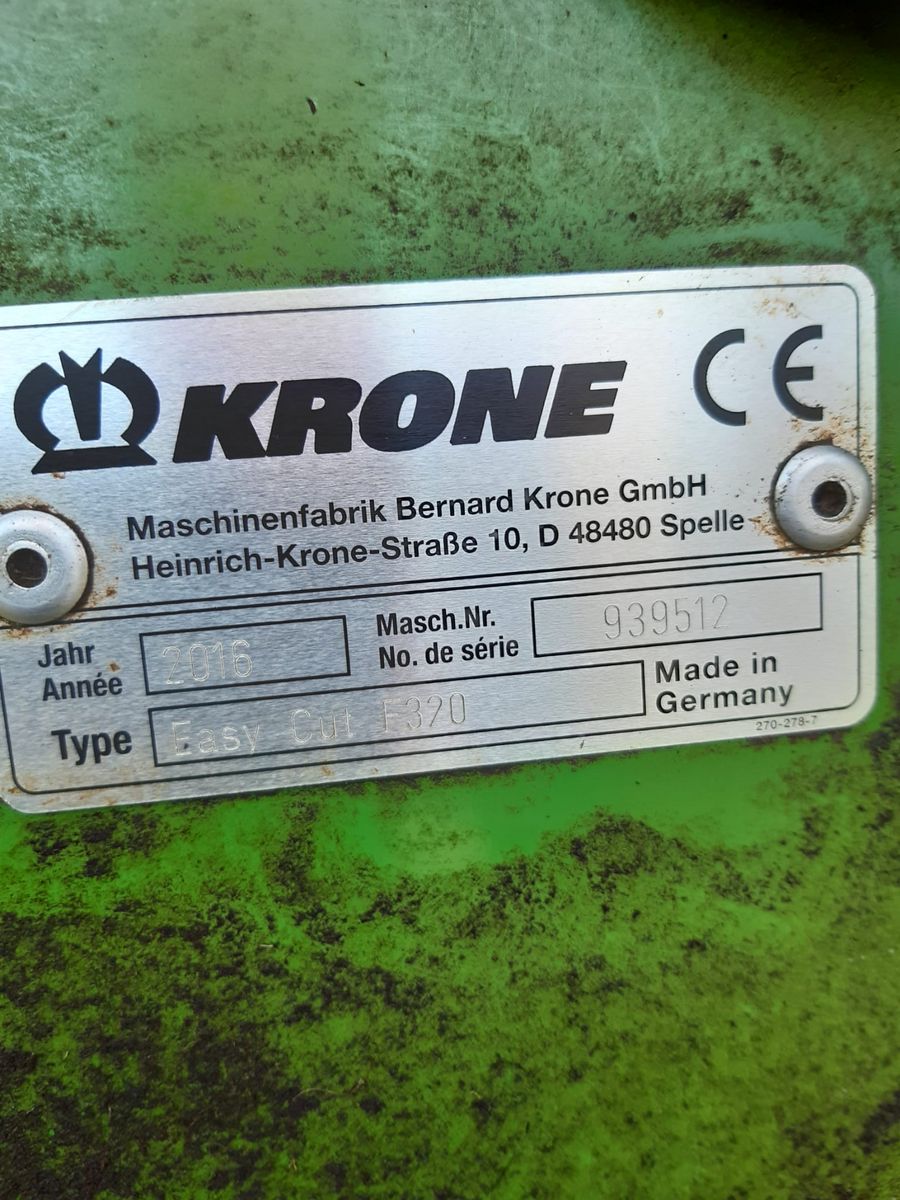 KRONE CE
Maschinenfabrik Bernard Krone GmbH
Heinrich-Krone-Straße 10, D 48480 Spelle
Jahr
Année
2016
Masch.Nr.
No. de série
939512
Type
Easy Cut F320
Made in
Germany
270-278-7